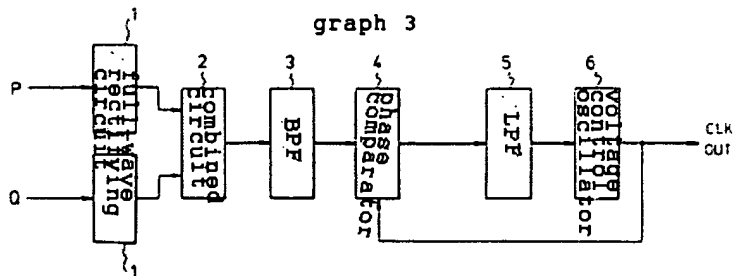 graph 3
1
2
3
4
5
6
P
Q
full-wave
rectifying
circuit
combined
circuit
BPF
phase
comparator
LPF
voltage
control
oscillator
CLK
OUT
1